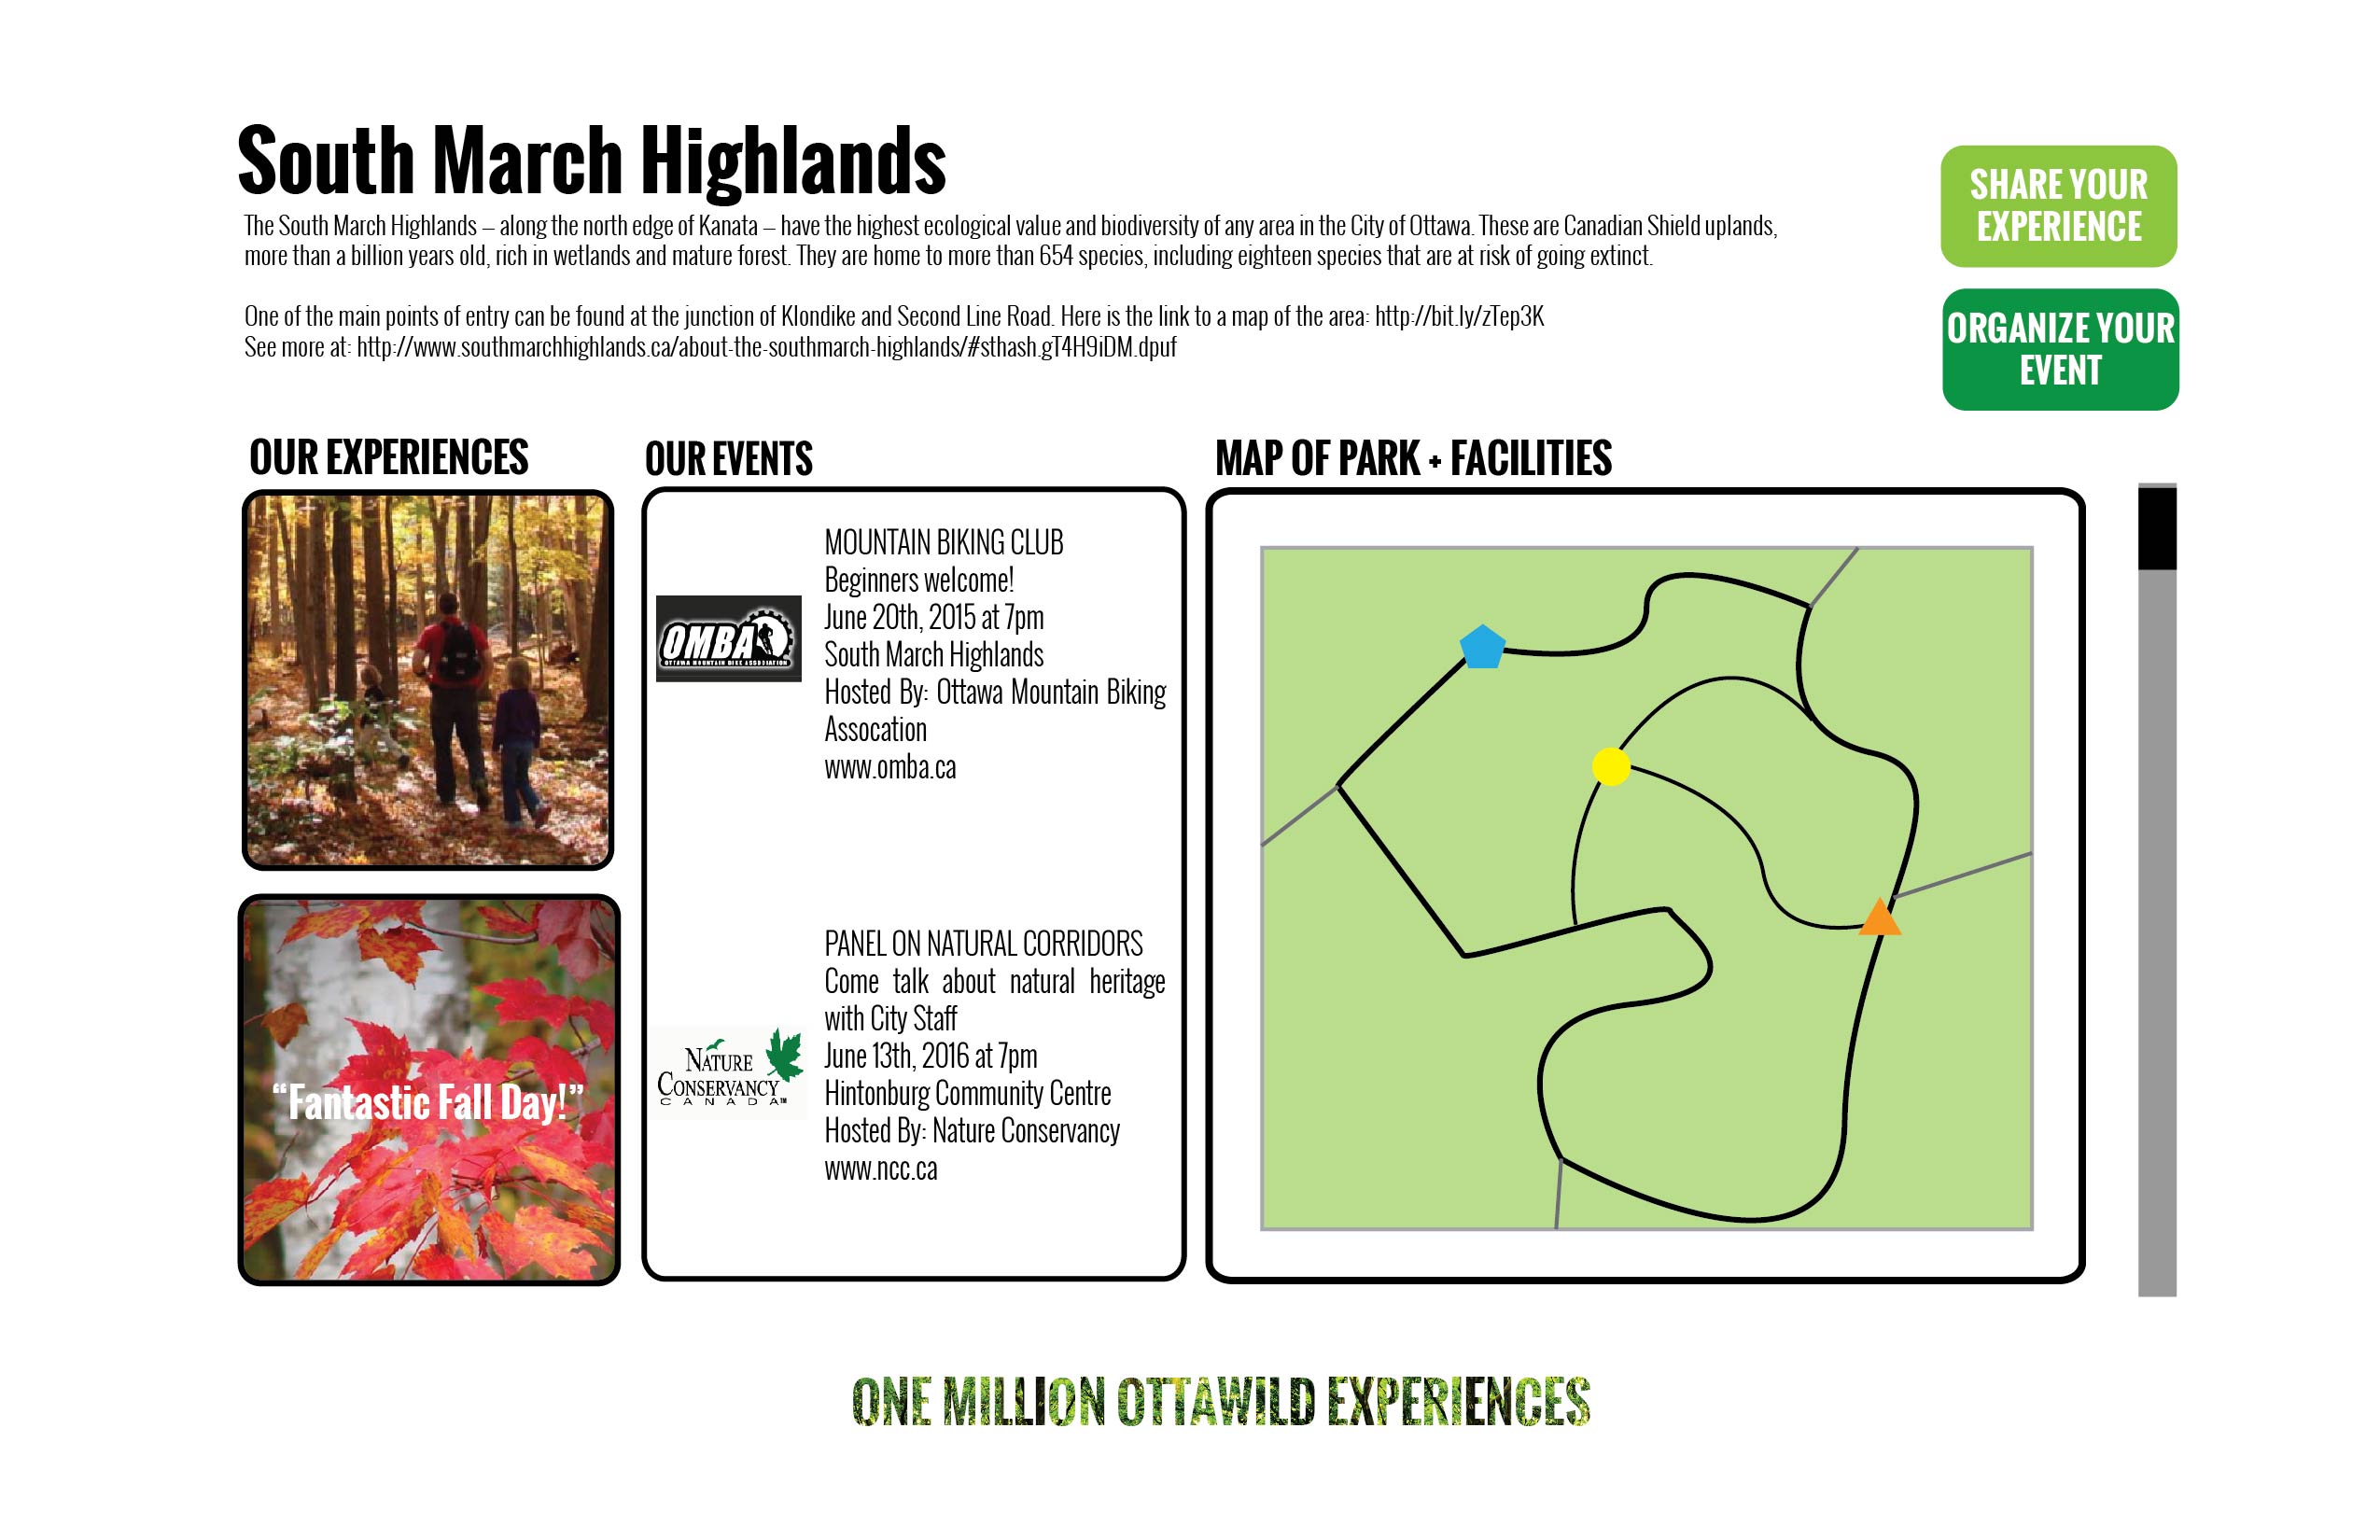 South March Highlands
The South March Highlands – along the north edge of Kanata – have the highest ecological value and biodiversity of any area in the City of Ottawa. These are Canadian Shield uplands,
more than a billion years old, rich in wetlands and mature forest. They are home to more than 654 species, including eighteen species that are at risk of going extinct.
One of the main points of entry can be found at the junction of Klondike and Second Line Road. Here is the link to a map of the area: http://bit.ly/zTep3K
See more at: http://www.southmarchhighlands.ca/about-the-southmarch-highlands/#sthash.gT4H9iDM.dpuf
SHARE YOUR
EXPERIENCE
ORGANIZE YOUR
EVENT
OUR EXPERIENCES
“Fantastic Fall Day!”
OUR EVENTS
OMBA
OTTAWA MOUNTAIN BIKE ASSOCIATION
MOUNTAIN BIKING CLUB
Beginners welcome!
June 20th, 2015 at 7pm
South March Highlands
Hosted By: Ottawa Mountain Biking
Assocation
www.omba.ca
NATURE
CONSERVANCY
CANADA™
PANEL ON NATURAL CORRIDORS
Come talk about natural heritage
with City Staff
June 13th, 2016 at 7pm
Hintonburg Community Centre
Hosted By: Nature Conservancy
www.ncc.ca
MAP OF PARK + FACILITIES
ONE MILLION OTTAWILD EXPERIENCES